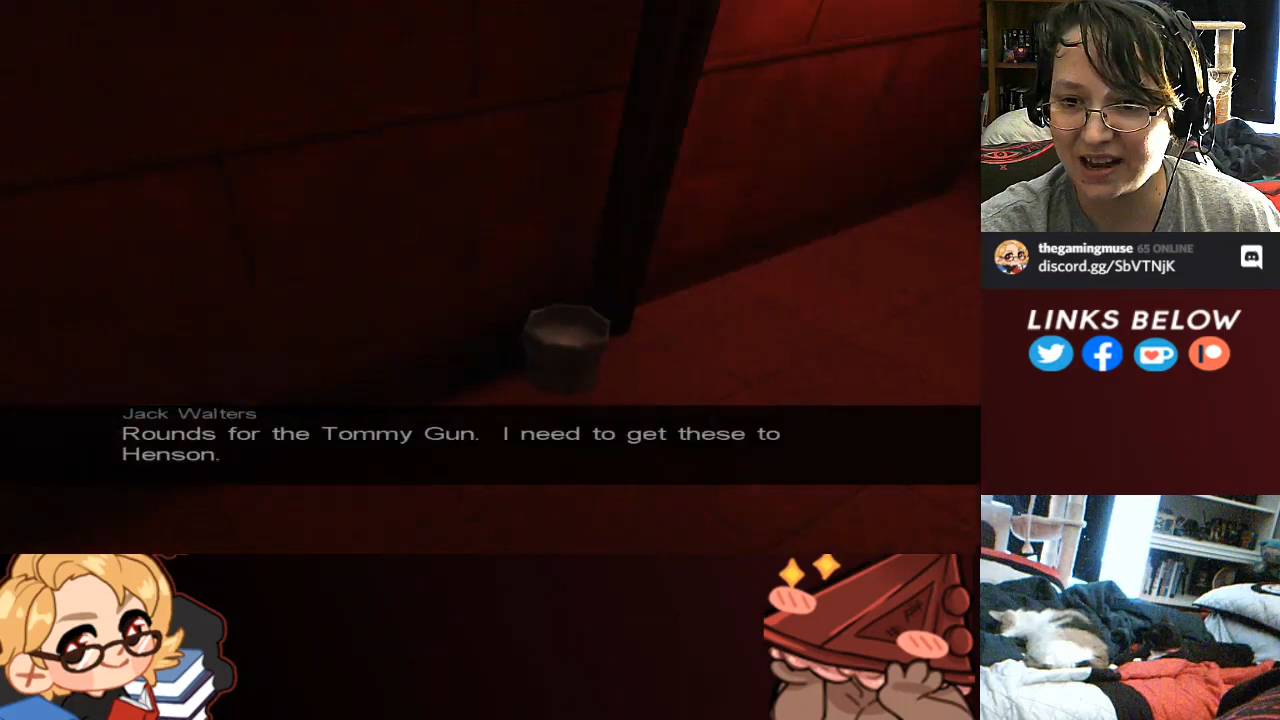 thegamingmuse 65 ONLINE
discord.gg/SbVTNjK
LINKS BELOW
Jack Walters
Rounds for the Tommy Gun. I need to get these to
Henson.